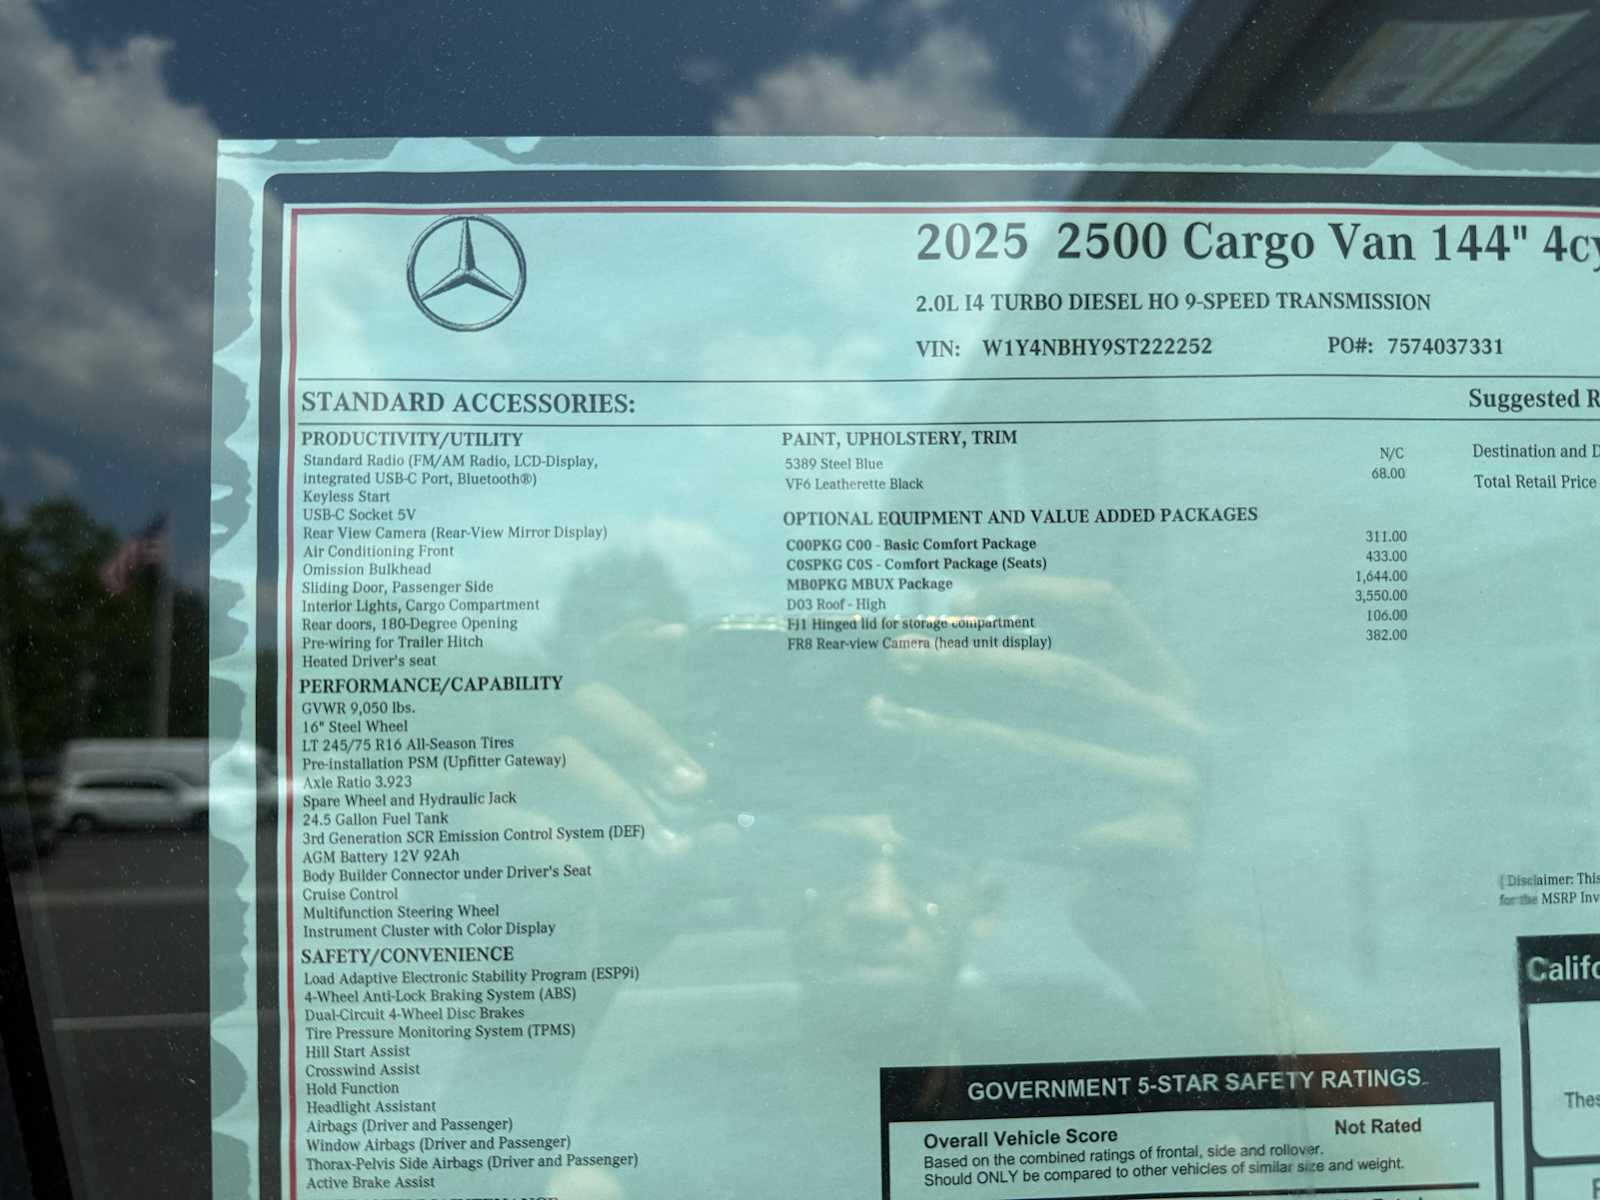 2025 2500 Cargo Van 144" 4cy
2.0L I4 TURBO DIESEL HO 9-SPEED TRANSMISSION
VIN: W1Y4NBHY9ST222252 PO#: 7574037331
STANDARD ACCESSORIES:
Suggested R
PRODUCTIVITY/UTILITY
Standard Radio (FM/AM Radio, LCD-Display,
integrated USB-C Port, Bluetooth®)
Keyless Start
USB-C Socket 5V
Rear View Camera (Rear-View Mirror Display)
Air Conditioning Front
Omission Bulkhead
Sliding Door, Passenger Side
Interior Lights, Cargo Compartment
Rear doors, 180-Degree Opening
Pre-wiring for Trailer Hitch
Heated Driver's seat
PERFORMANCE/CAPABILITY
GVWR 9,050 lbs.
16" Steel Wheel
LT 245/75 R16 All-Season Tires
Pre-installation PSM (Upfitter Gateway)
Axle Ratio 3.923
Spare Wheel and Hydraulic Jack
24.5 Gallon Fuel Tank
3rd Generation SCR Emission Control System (DEF)
AGM Battery 12V 92Ah
Body Builder Connector under Driver's Seat
Cruise Control
Multifunction Steering Wheel
Instrument Cluster with Color Display
SAFETY/CONVENIENCE
Load Adaptive Electronic Stability Program (ESP9i)
4-Wheel Anti-Lock Braking System (ABS)
Dual-Circuit 4-Wheel Disc Brakes
Tire Pressure Monitoring System (TPMS)
Hill Start Assist
Crosswind Assist
Hold Function
Headlight Assistant
Airbags (Driver and Passenger)
Window Airbags (Driver and Passenger)
Thorax-Pelvis Side Airbags (Driver and Passenger)
Active Brake Assist
PAINT, UPHOLSTERY, TRIM
5389 Steel Blue N/C
VF6 Leatherette Black 68.00
OPTIONAL EQUIPMENT AND VALUE ADDED PACKAGES
C00PKG C00 - Basic Comfort Package 311.00
C0SPKG C0S - Comfort Package (Seats) 433.00
MB0PKG MBUX Package 1,644.00
D03 Roof - High 3,550.00
FJ1 Hinged lid for storage compartment 106.00
FR8 Rear-view Camera (head unit display) 382.00
Destination and D
Total Retail Price
( Disclaimer: This
for the MSRP Inv
Califo
Thes
GOVERNMENT 5-STAR SAFETY RATINGS
Overall Vehicle Score Not Rated
Based on the combined ratings of frontal, side and rollover.
Should ONLY be compared to other vehicles of similar size and weight.